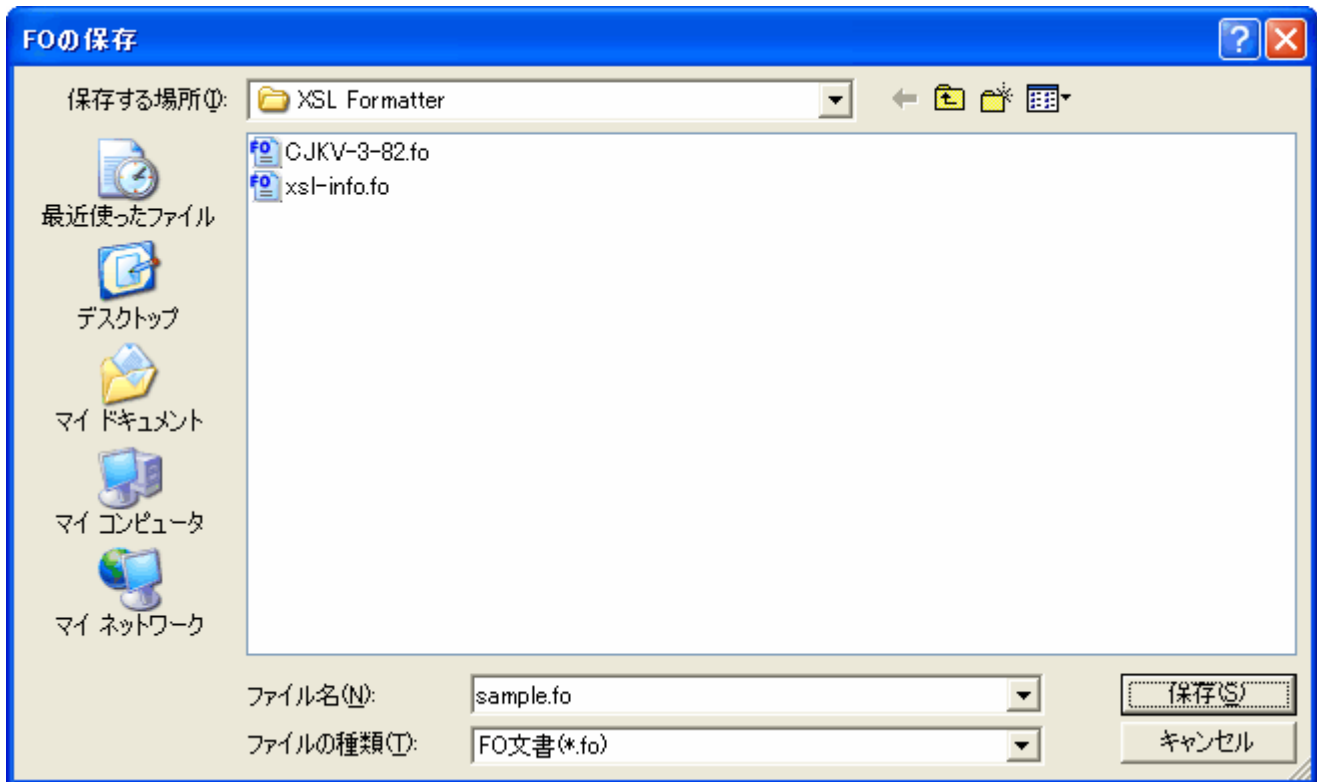 FOの保存
保存する場所(I):
XSL Formatter
CJKV-3-82.fo
xsl-info.fo
最近使ったファイル
デスクトップ
マイ ドキュメント
マイ コンピュータ
マイ ネットワーク
ファイル名(N):
sample.fo
保存(S)
ファイルの種類(T):
FO文書(*.fo)
キャンセル